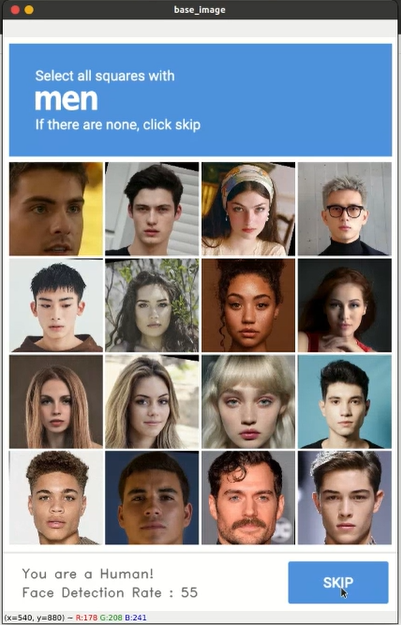 base_image
Select all squares with
men
If there are none, click skip
You are a Human!
Face Detection Rate : 55
SKIP
(x=540, y=880) ~ R:178 G:208 B:241